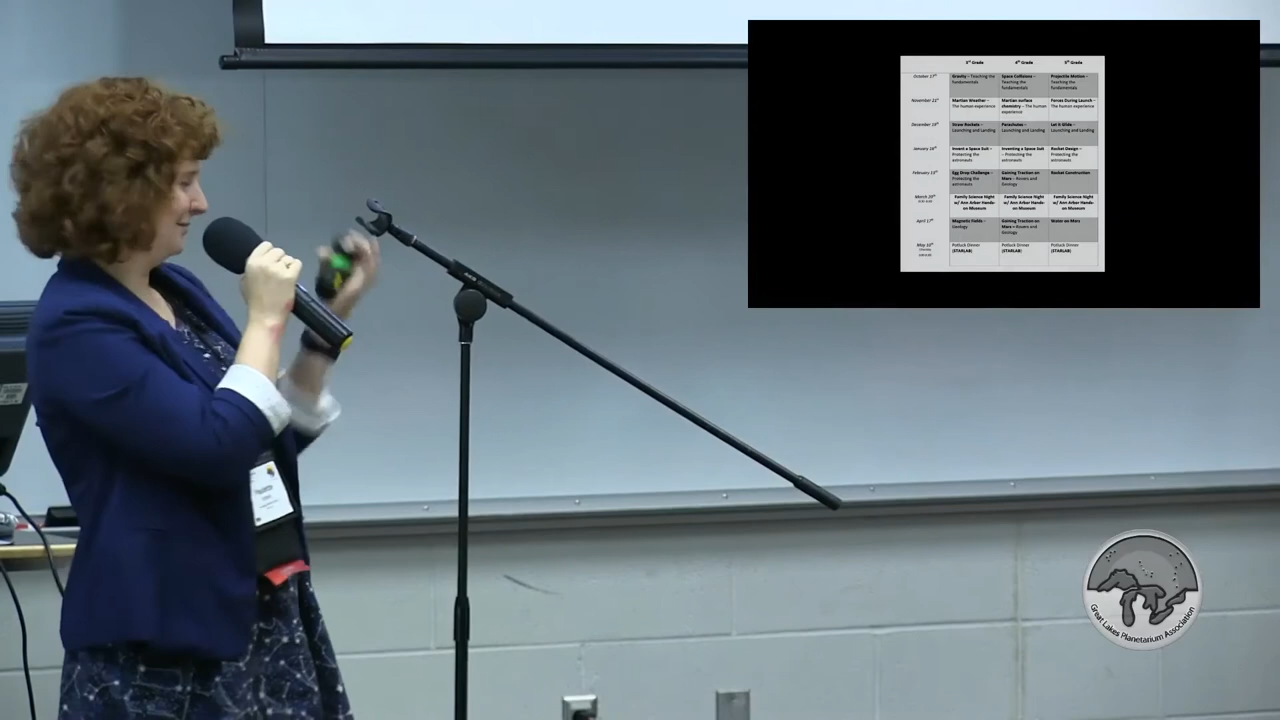 3rd Grade 4th Grade 5th Grade
October 17th Gravity – Teaching the fundamentals Space Collisions – Teaching the fundamentals Projectile Motion – Teaching the fundamentals
November 21st Martian Weather – The human experience Martian surface chemistry – The human experience Forces During Launch – The human experience
Straw Rockets – Launching and Landing Parachutes – Launching and Landing Let it Glide – Launching and Landing
January 16th Invent a Space Suit – Protecting the astronauts Inventing a Space Suit – Protecting the astronauts Rocket Design – Protecting the astronauts
February 13th Egg Drop Challenge – Protecting the astronauts Gaining Traction on Mars – Rovers and Geology Rocket Construction
Family Science Night w/ Ann Arbor Hands-on Museum Family Science Night w/ Ann Arbor Hands-on Museum Family Science Night w/ Ann Arbor Hands-on Museum
April 17th Magnetic Fields – Geology Gaining Traction on Mars – Rovers and Geology Water on Mars
Potluck Dinner (STARLAB) Potluck Dinner (STARLAB) Potluck Dinner (STARLAB)
Great Lakes Planetarium Association